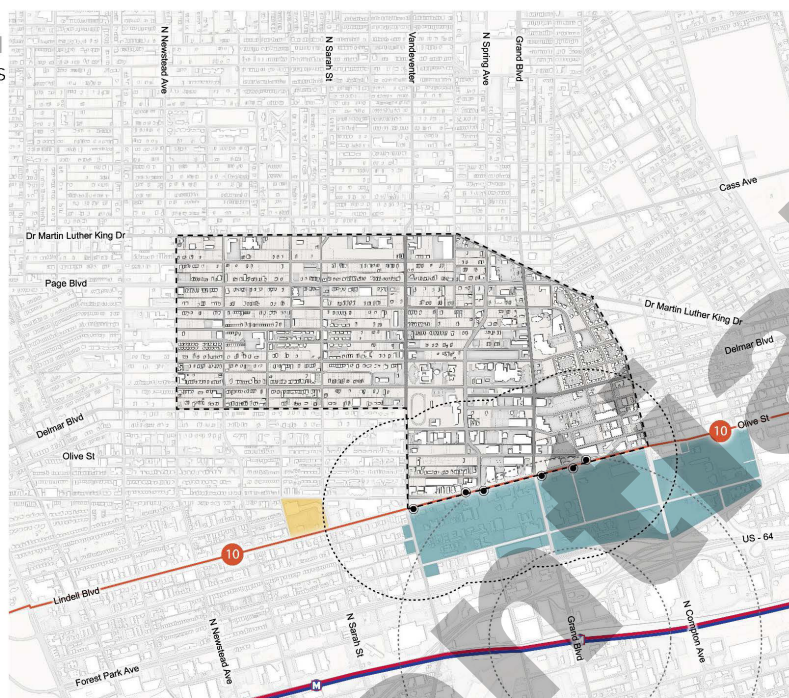 S
N Newstead Ave
N Sarah St
Vandeventer
N Spring Ave
Grand Blvd
Cass Ave
Dr Martin Luther King Dr
Page Blvd
Dr Martin Luther King Dr
Delmar Blvd
Delmar Blvd
Olive St
10
Olive St
10
US - 64
Lindell Blvd
N Newstead Ave
N Sarah St
Grand Blvd
N Compton Ave
Forest Park Ave
M